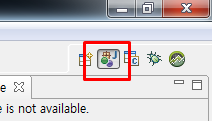 e is not available.